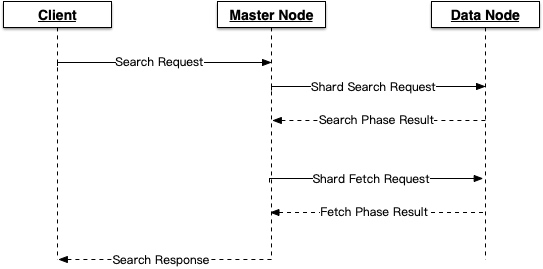 Client
Master Node
Data Node
Search Request
Shard Search Request
Search Phase Result
Shard Fetch Request
Fetch Phase Result
Search Response